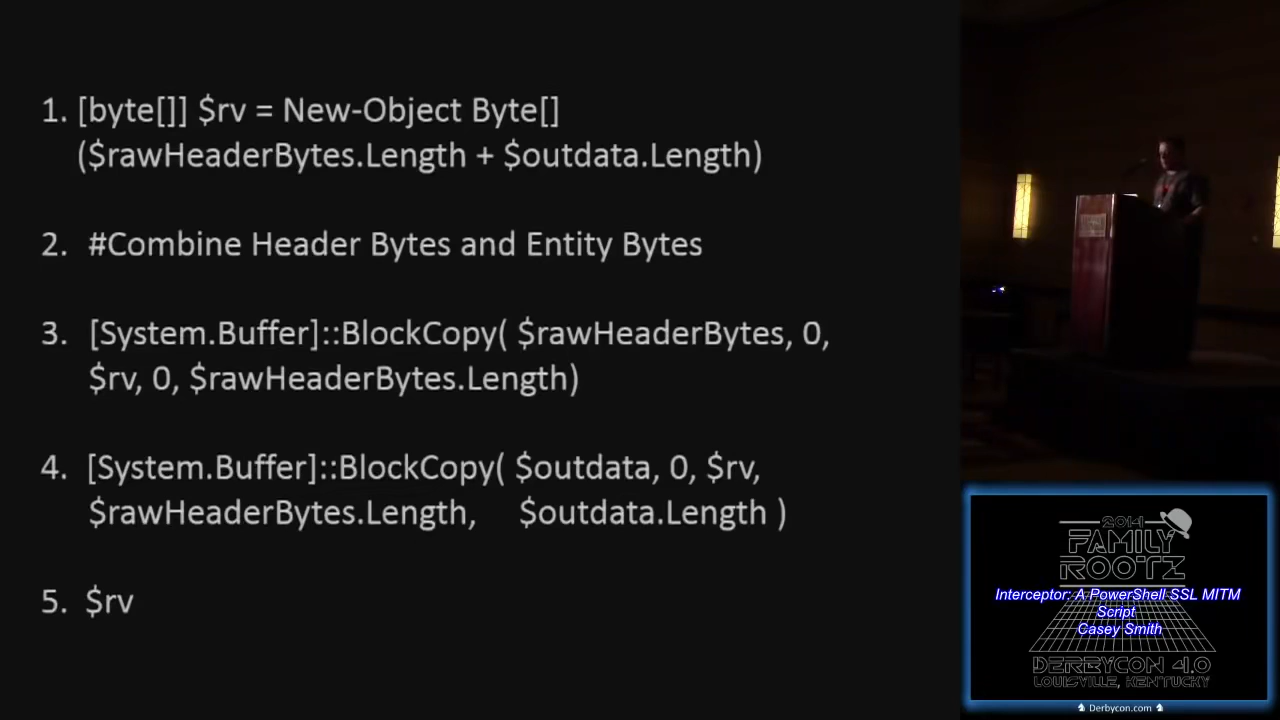 1. [byte[]] $rv = New-Object Byte[]
($rawHeaderBytes.Length + $outdata.Length)
2. #Combine Header Bytes and Entity Bytes
3. [System.Buffer]::BlockCopy( $rawHeaderBytes, 0,
$rv, 0, $rawHeaderBytes.Length)
4. [System.Buffer]::BlockCopy( $outdata, 0, $rv,
$rawHeaderBytes.Length, $outdata.Length )
5. $rv
2014
FAMILY
ROOTZ
Interceptor: A PowerShell SSL MITM
Script
Casey Smith
DERBYCON 4.0
LOUISVILLE, KENTUCKY
Derbycon.com